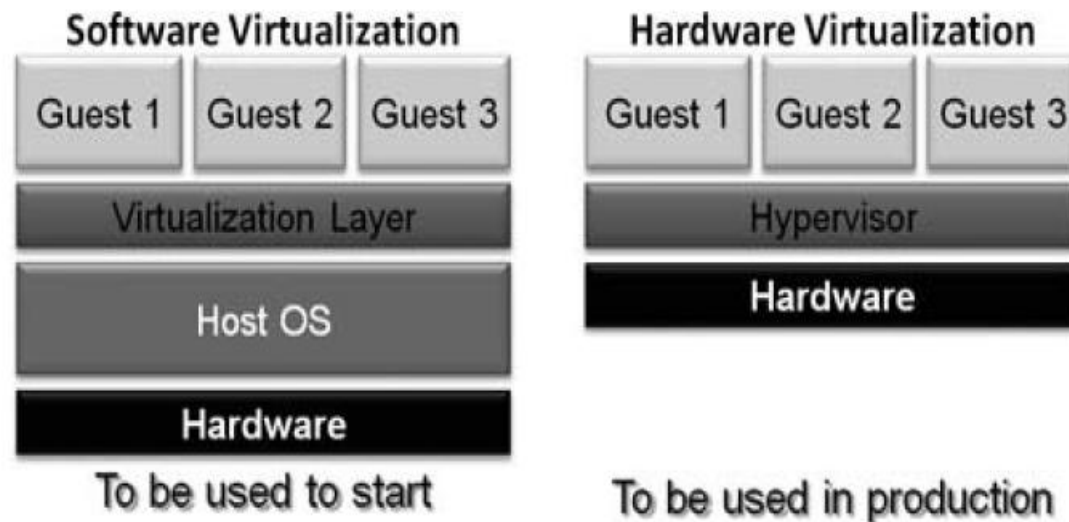 Software Virtualization
Guest 1 Guest 2 Guest 3
Virtualization Layer
Host OS
Hardware
To be used to start
Hardware Virtualization
Guest 1 Guest 2 Guest 3
Hypervisor
Hardware
To be used in production